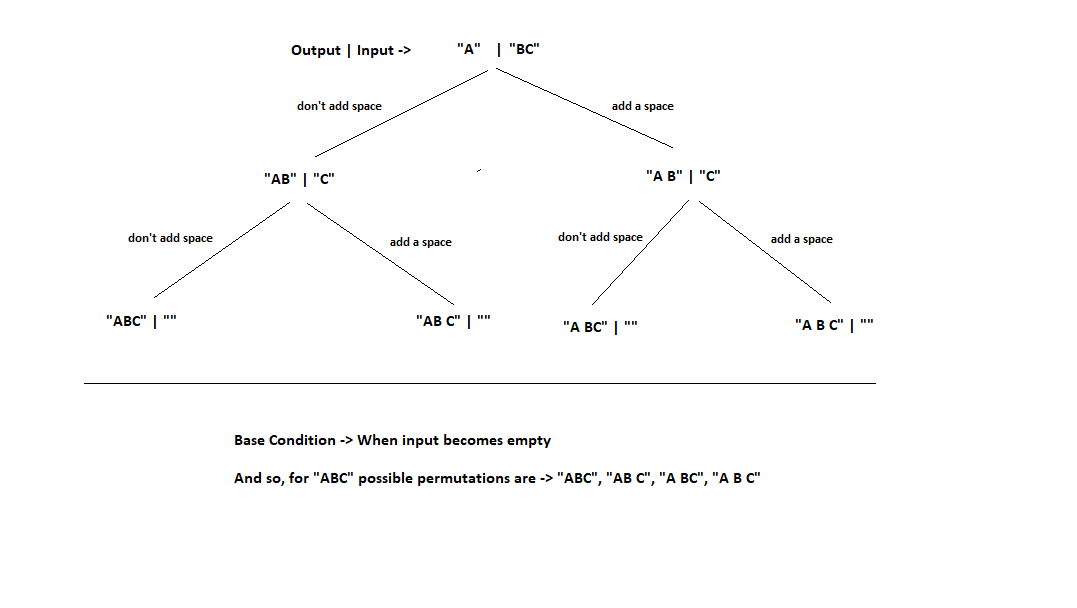 Output | Input -> "A" | "BC"
don't add space
add a space
"AB" | "C"
"A B" | "C"
don't add space
add a space
don't add space
add a space
"ABC" | ""
"AB C" | ""
"A BC" | ""
"A B C" | ""
Base Condition -> When input becomes empty
And so, for "ABC" possible permutations are -> "ABC", "AB C", "A BC", "A B C"